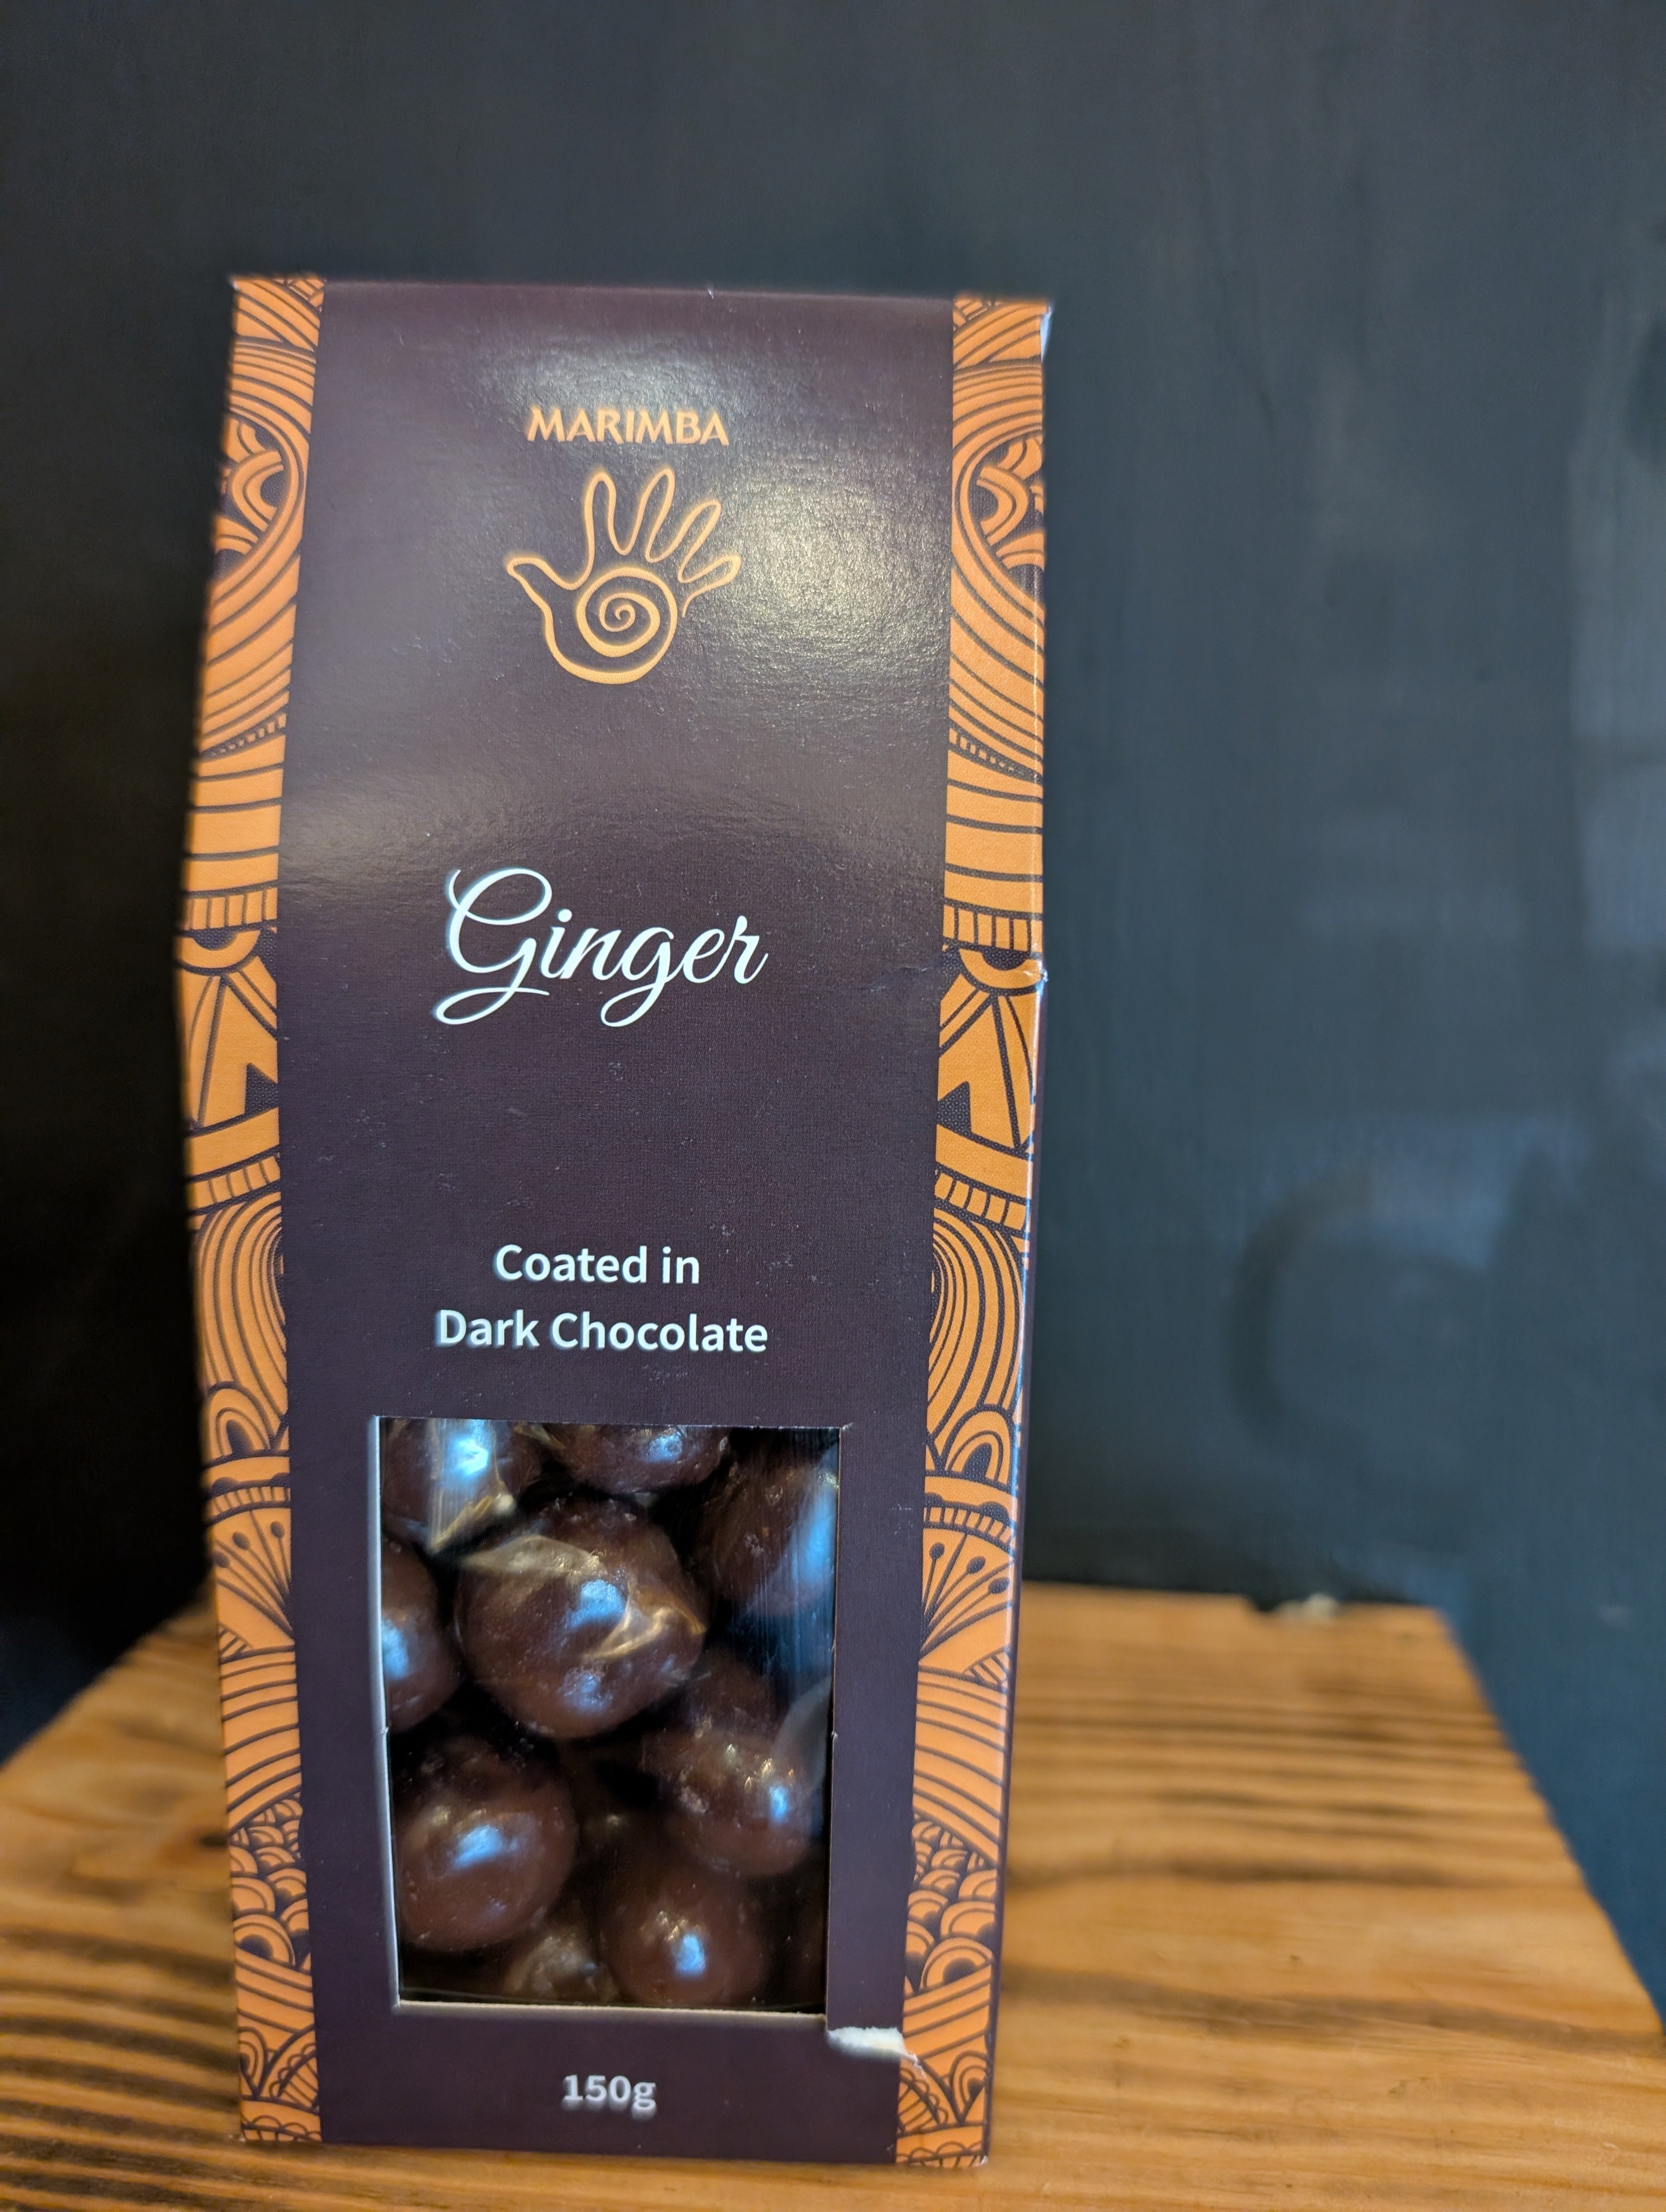 MARIMBA
Ginger
Coated in
Dark Chocolate
150g